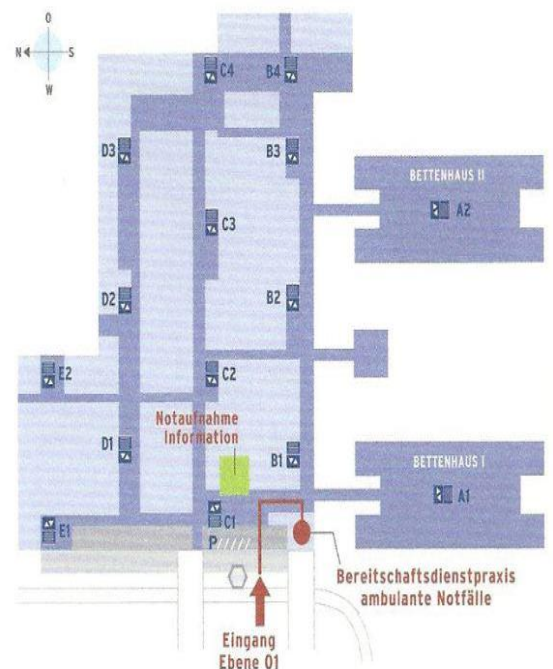 O
N S
W
C4 B4
D3 B3
BETTENHAUS II
A2
C3
D2 B2
E2 C2
Notaufnahme
Information
D1 B1
BETTENHAUS I
A1
E1 C1
P
Bereitschaftsdienstpraxis
ambulante Notfälle
Eingang
Ebene 01